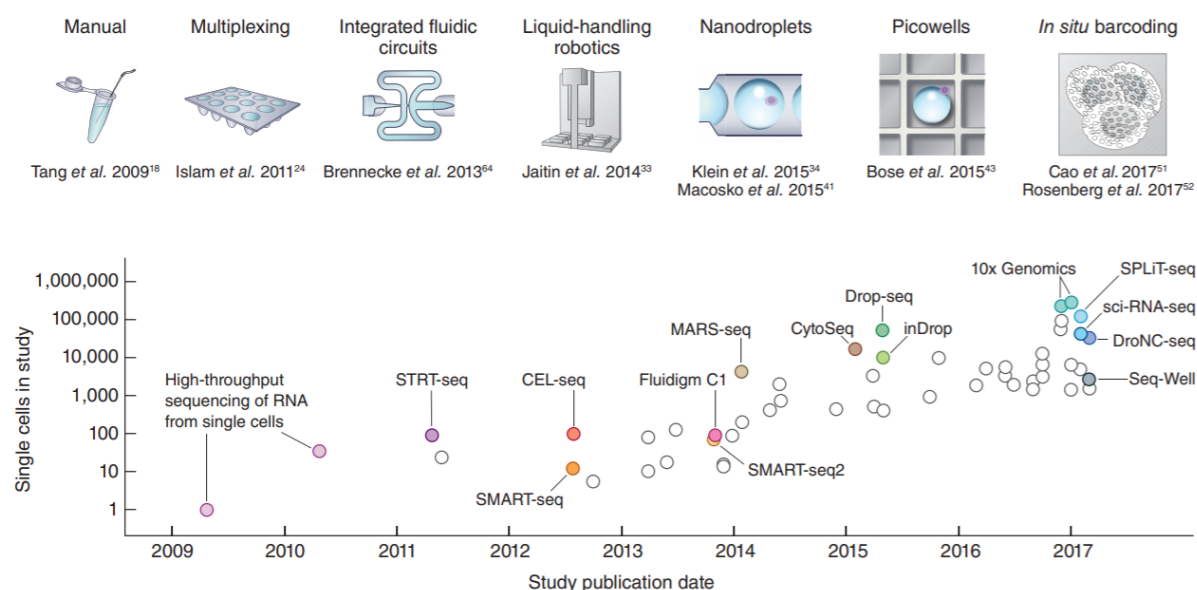 Manual
Multiplexing
Integrated fluidic
circuits
Liquid-handling
robotics
Nanodroplets
Picowells
In situ barcoding
Tang et al. 2009¹⁸
Islam et al. 2011²⁴
Brennecke et al. 2013⁶⁴
Jaitin et al. 2014³³
Klein et al. 2015³⁴
Macosko et al. 2015⁴¹
Bose et al. 2015⁴³
Cao et al. 2017⁵¹
Rosenberg et al. 2017⁵²
Single cells in study
1,000,000
100,000
10,000
1,000
100
10
1
High-throughput
sequencing of RNA
from single cells
STRT-seq
CEL-seq
SMART-seq
Fluidigm C1
SMART-seq2
MARS-seq
CytoSeq
Drop-seq
inDrop
10x Genomics
SPLiT-seq
sci-RNA-seq
DroNC-seq
Seq-Well
2009
2010
2011
2012
2013
2014
2015
2016
2017
Study publication date